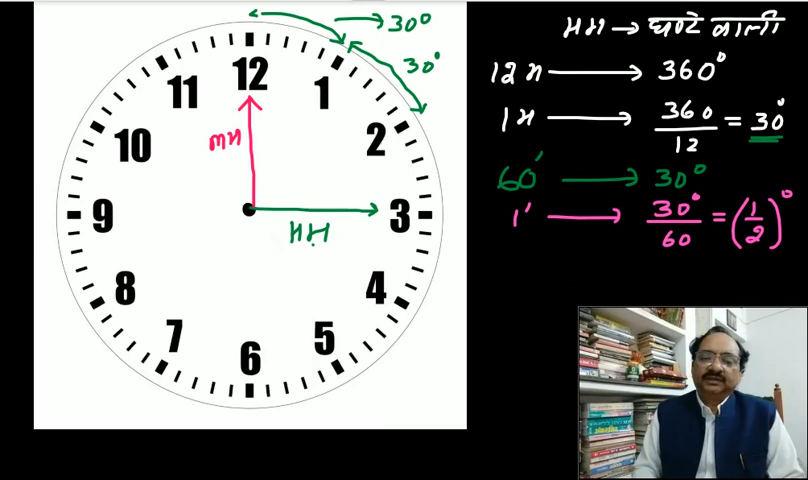 30°
30°
12
11
1
10
2
9
3
8
4
7
5
6
MH
HH
HH → घण्टे वाली
12 H → 360°
1 H → 360/12 = 30°
60' → 30°
1' → 30°/60 = (1/2)°